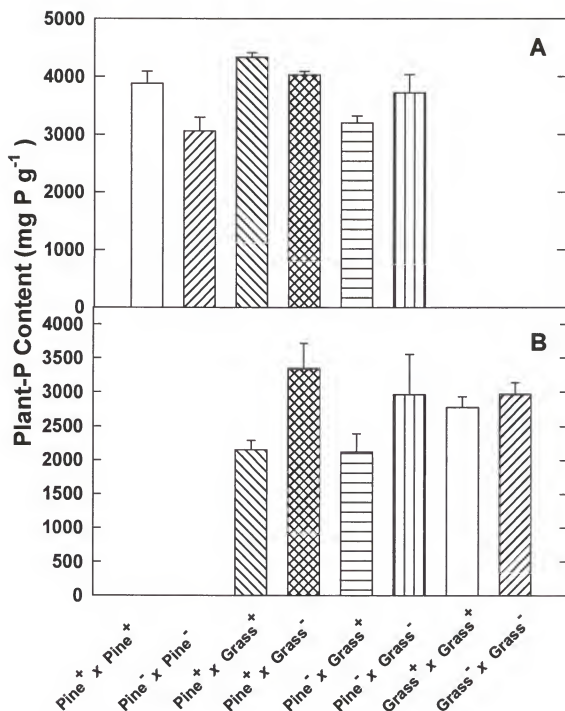 Plant-P Content (mg P g⁻¹)
5000
4000
3000
2000
1000
0
A
4000
3500
3000
2500
2000
1500
1000
500
0
B
Pine⁺ x Pine⁺
Pine⁻ x Pine⁻
Pine⁺ x Grass⁺
Pine⁺ x Grass⁻
Pine⁻ x Grass⁺
Pine⁻ x Grass⁻
Grass⁺ x Grass⁺
Grass⁻ x Grass⁻